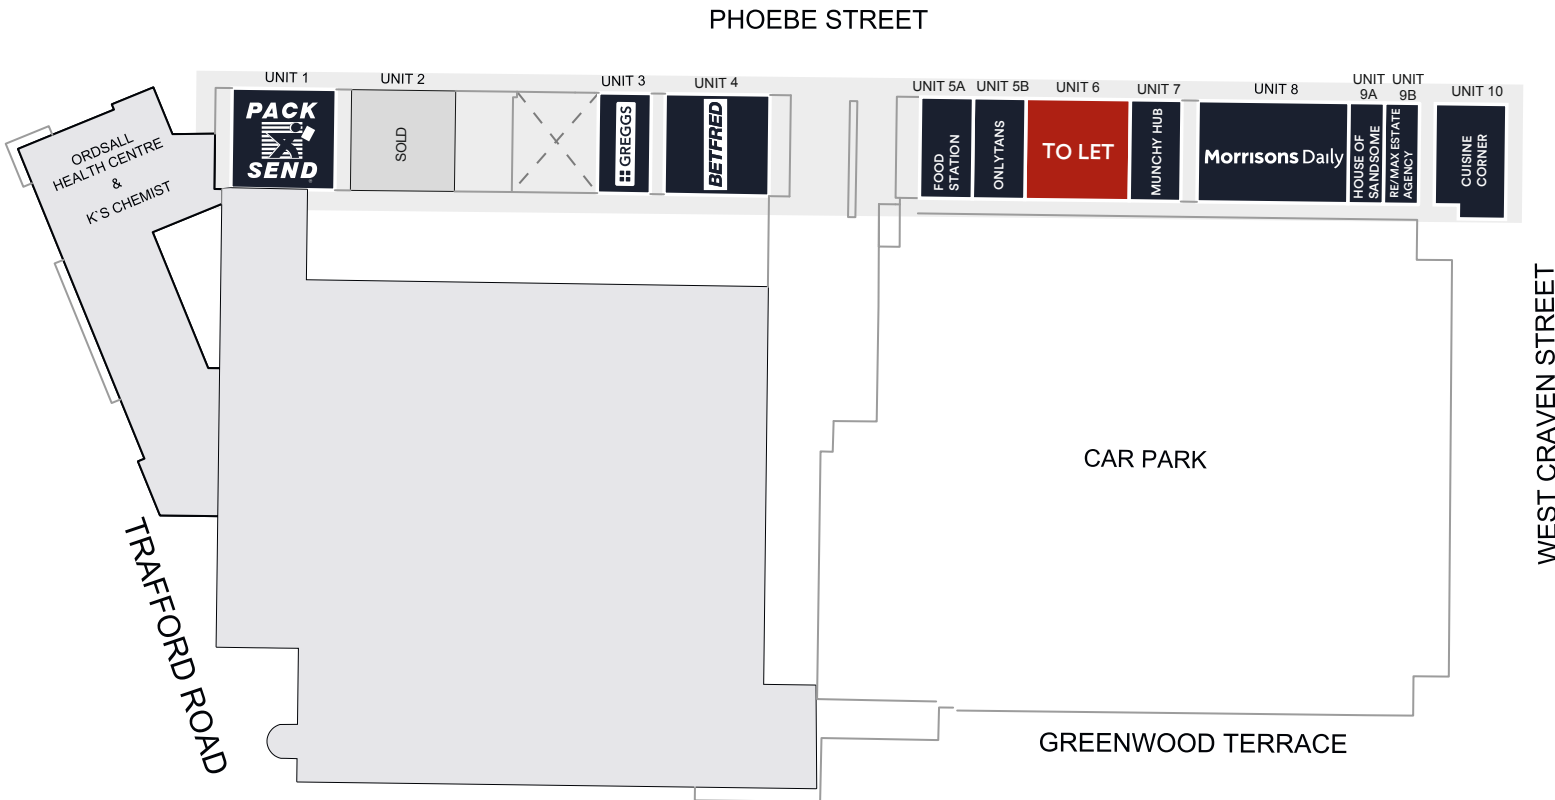 PHOEBE STREET
UNIT 1
UNIT 2
UNIT 3
UNIT 4
UNIT 5A
UNIT 5B
UNIT 6
UNIT 7
UNIT 8
UNIT
9A
UNIT
9B
UNIT 10
ORDSALL
HEALTH CENTRE
&
K`S CHEMIST
PACK
SEND
SOLD
GREGGS
BETFRED
FOOD
STATION
ONLYTANS
TO LET
MUNCHY HUB
Morrisons Daily
HOUSE OF
SANDSOME
RE/MAX ESTATE
AGENCY
CUISINE
CORNER
CAR PARK
WEST CRAVEN STREET
TRAFFORD ROAD
GREENWOOD TERRACE